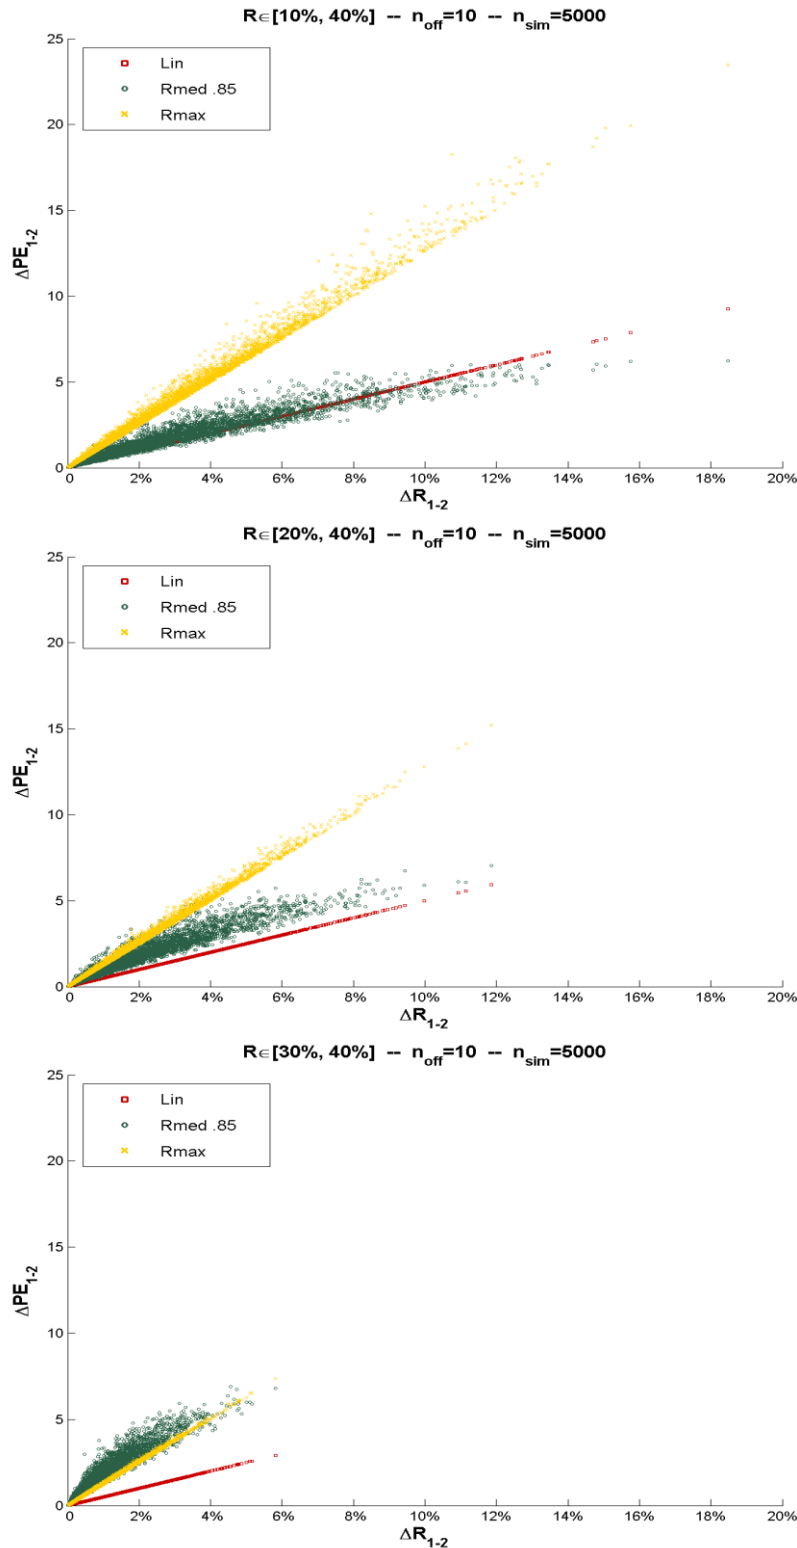 R∈[10%, 40%] -- n_off=10 -- n_sim=5000
25
Lin
Rmed .85
Rmax
20
15
ΔPE_1-2
10
5
0
0 2% 4% 6% 8% 10% 12% 14% 16% 18% 20%
ΔR_1-2
R∈[20%, 40%] -- n_off=10 -- n_sim=5000
25
Lin
Rmed .85
Rmax
20
15
ΔPE_1-2
10
5
0
0 2% 4% 6% 8% 10% 12% 14% 16% 18% 20%
ΔR_1-2
R∈[30%, 40%] -- n_off=10 -- n_sim=5000
25
Lin
Rmed .85
Rmax
20
15
ΔPE_1-2
10
5
0
0 2% 4% 6% 8% 10% 12% 14% 16% 18% 20%
ΔR_1-2